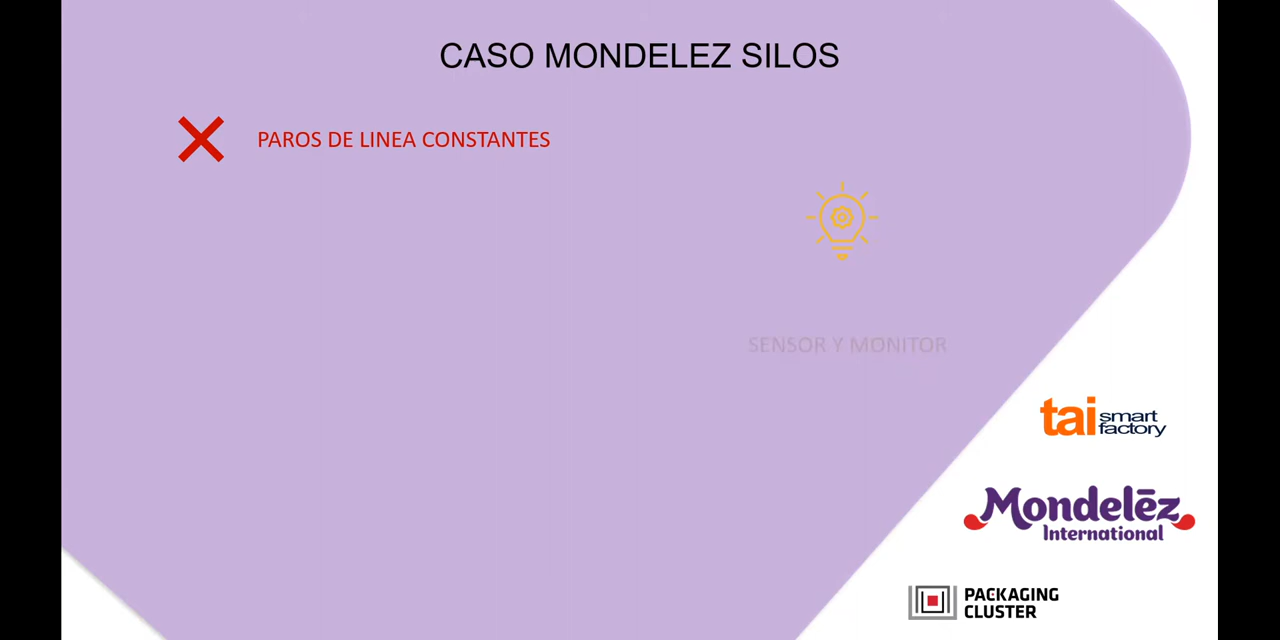 CASO MONDELEZ SILOS
PAROS DE LINEA CONSTANTES
SENSOR Y MONITOR
tai smart
factory
Mondelēz
International
PACKAGING
CLUSTER